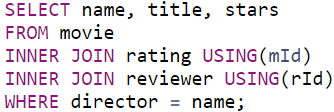 SELECT name, title, stars
FROM movie
INNER JOIN rating USING(mId)
INNER JOIN reviewer USING(rId)
WHERE director = name;